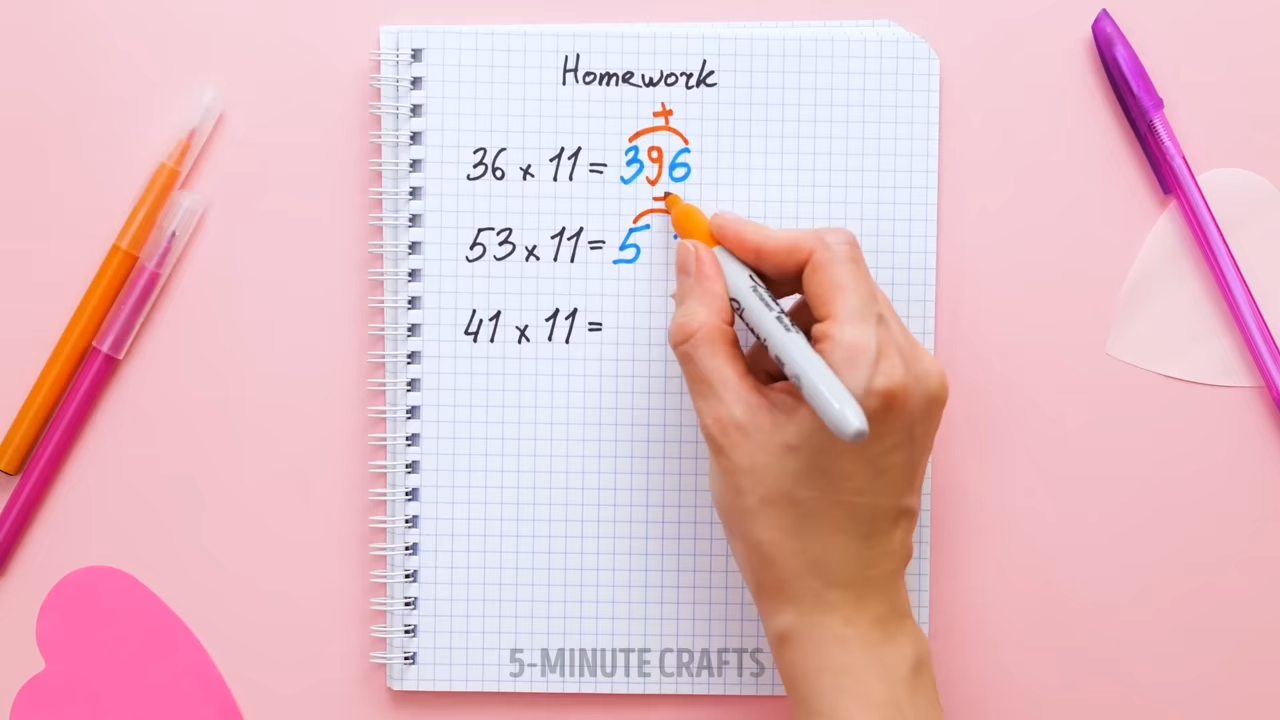 Homework
+
36 x 11 = 396
53 x 11 = 5
41 x 11 =
5-MINUTE CRAFTS